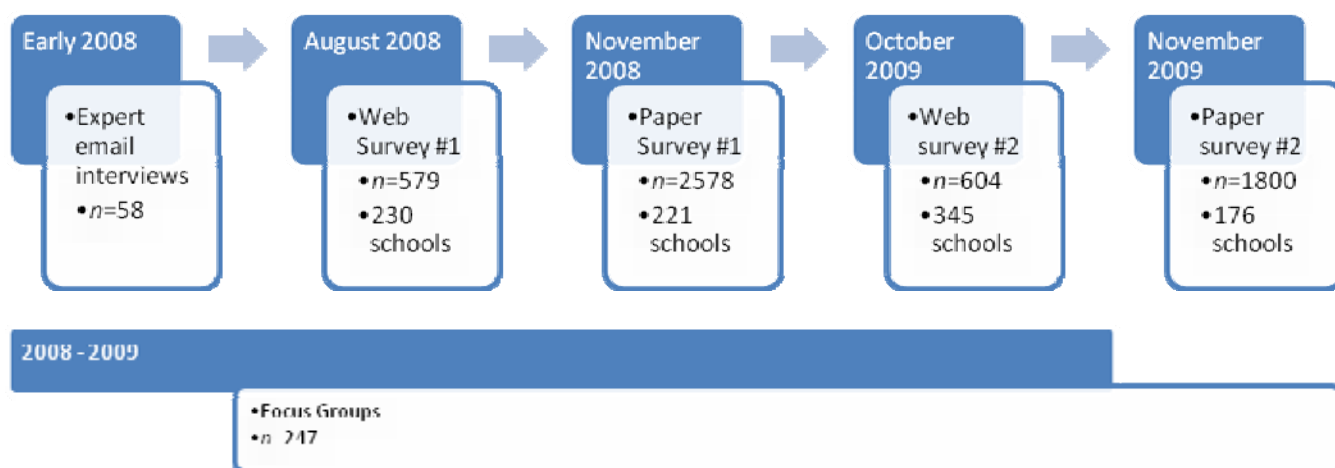 Early 2008
•Expert
email
interviews
•n=58
August 2008
•Web
Survey #1
•n=579
•230
schools
November
2008
•Paper
Survey #1
•n=2578
•221
schools
October
2009
•Web
survey #2
•n=604
•345
schools
November
2009
•Paper
survey #2
•n=1800
•176
schools
2008 - 2009
•Focus Groups
•n 247